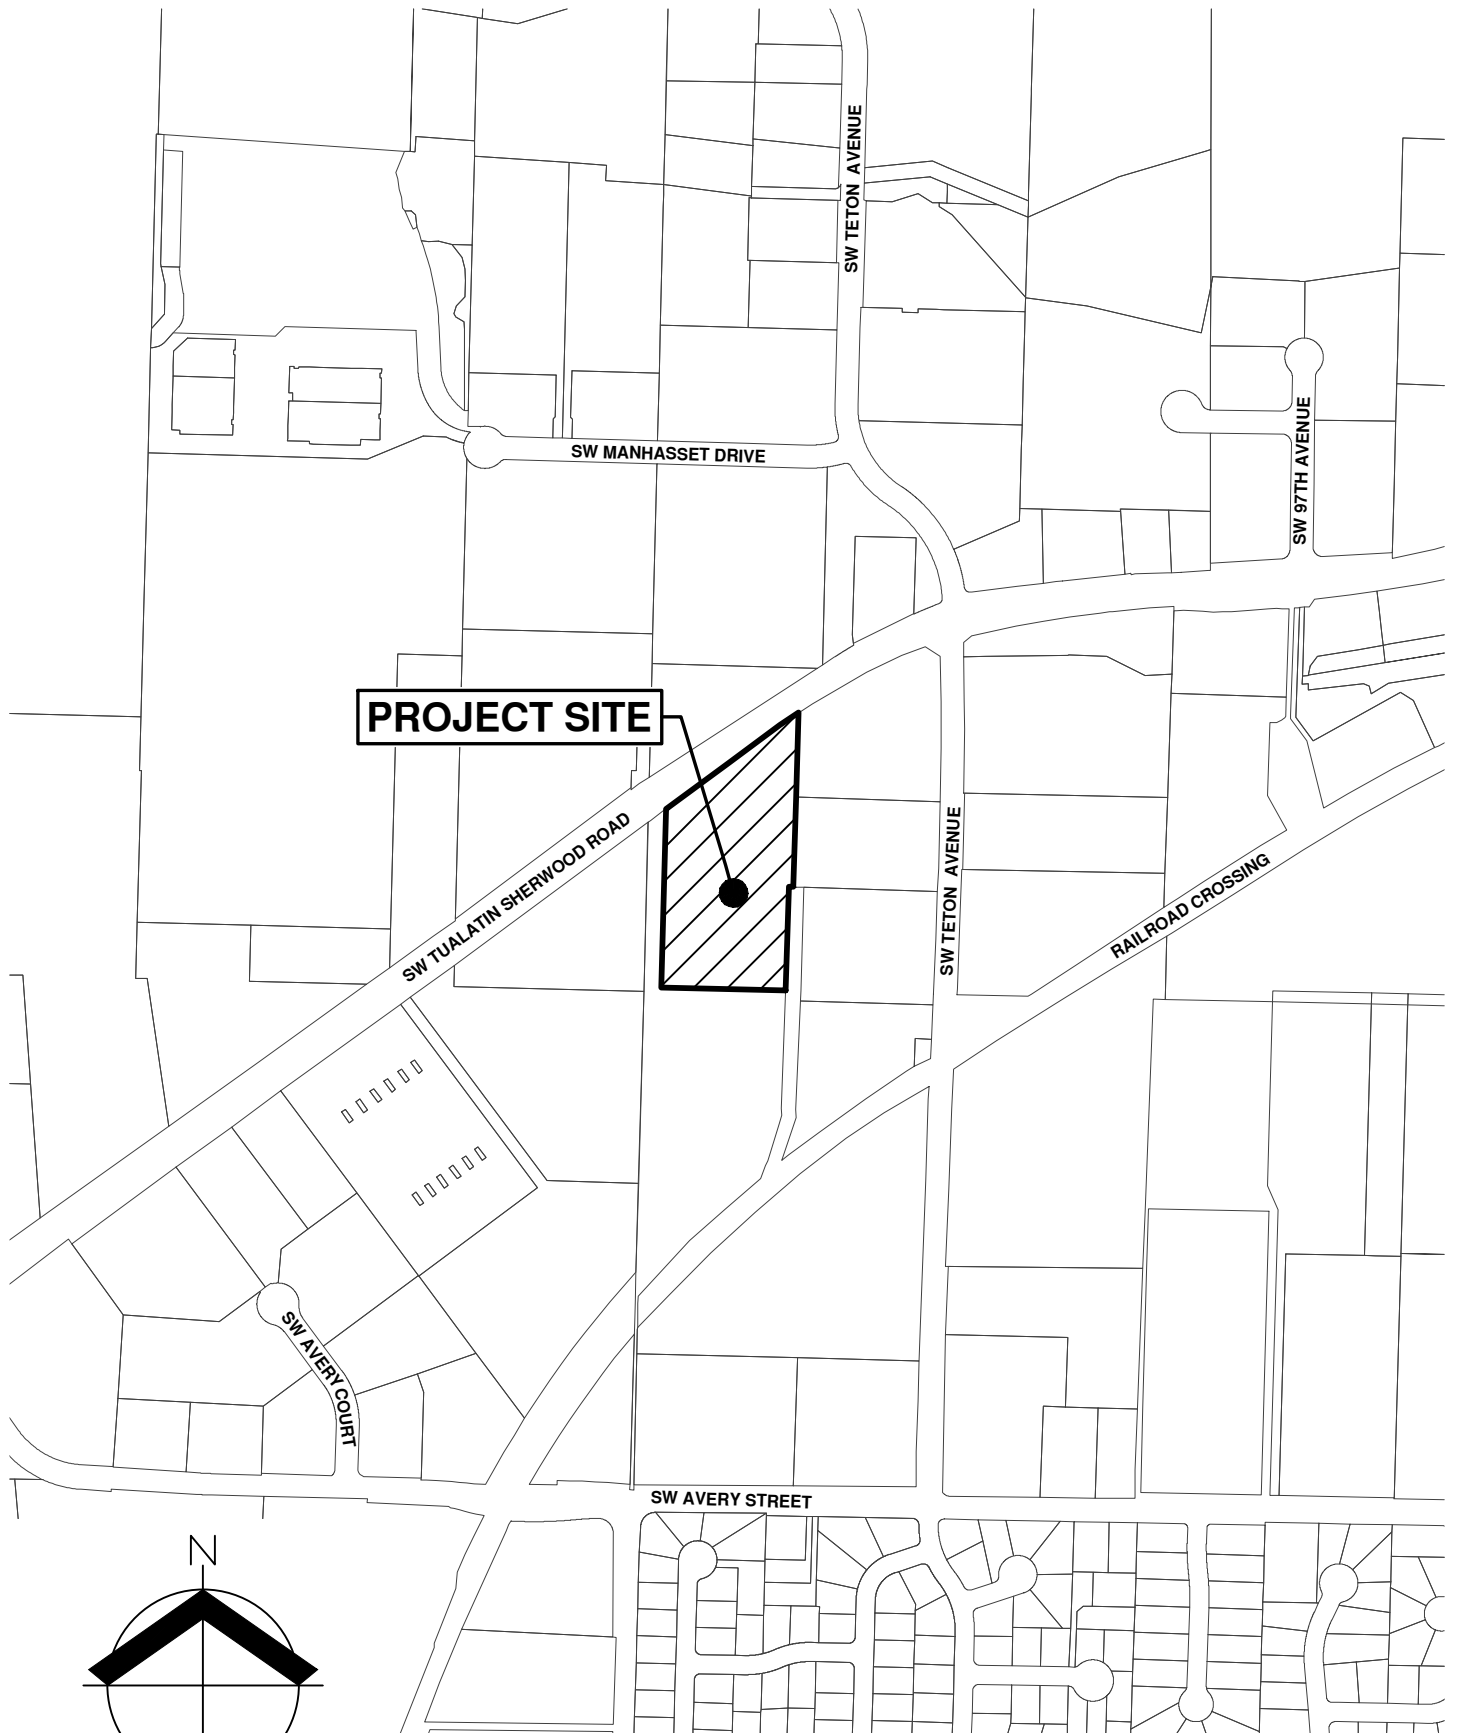 SW TETON AVENUE
SW MANHASSET DRIVE
SW 97TH AVENUE
PROJECT SITE
SW TUALATIN SHERWOOD ROAD
SW TETON AVENUE
RAILROAD CROSSING
SW AVERY COURT
SW AVERY STREET
N